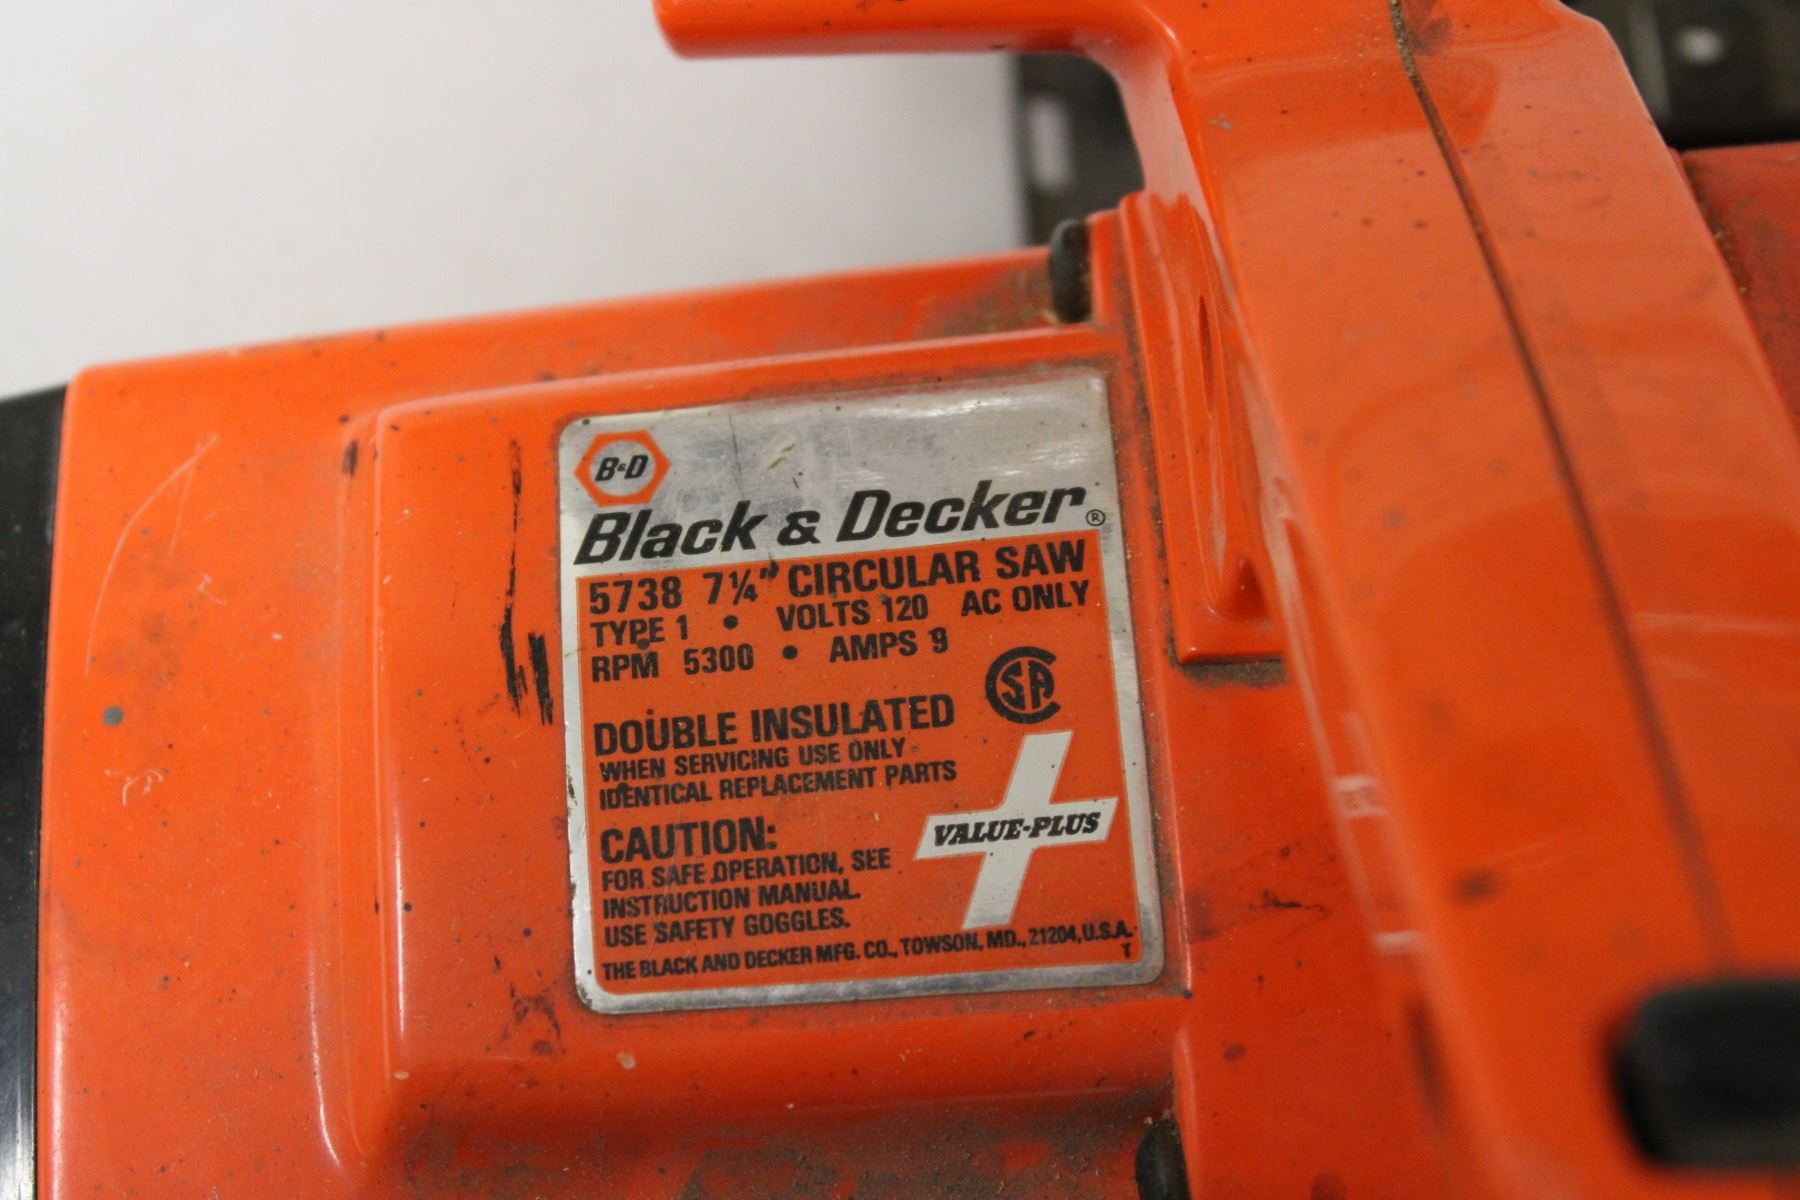 B&D
Black & Decker®
5738 7¼" CIRCULAR SAW
TYPE 1 • VOLTS 120 AC ONLY
RPM 5300 • AMPS 9
CSA
DOUBLE INSULATED
WHEN SERVICING USE ONLY
IDENTICAL REPLACEMENT PARTS
VALUE-PLUS
CAUTION:
FOR SAFE OPERATION, SEE
INSTRUCTION MANUAL.
USE SAFETY GOGGLES.
THE BLACK AND DECKER MFG. CO., TOWSON, MD., 21204, U.S.A.
T